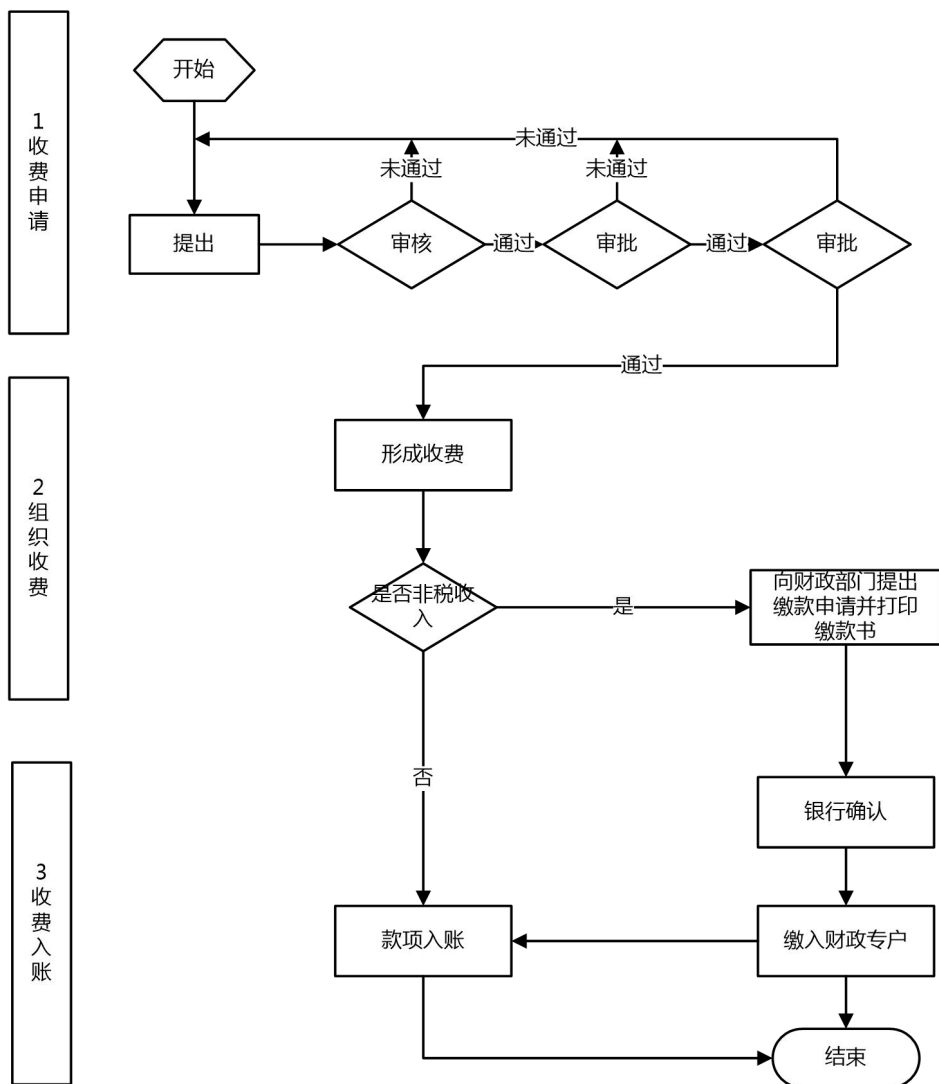 1
收
费
申
请
开始
未通过
未通过
未通过
提出
审核
通过
审批
通过
审批
通过
2
组
织
收
费
形成收费
是否非税收
入
是
向财政部门提出
缴款申请并打印
缴款书
否
3
收
费
入
账
银行确认
款项入账
缴入财政专户
结束